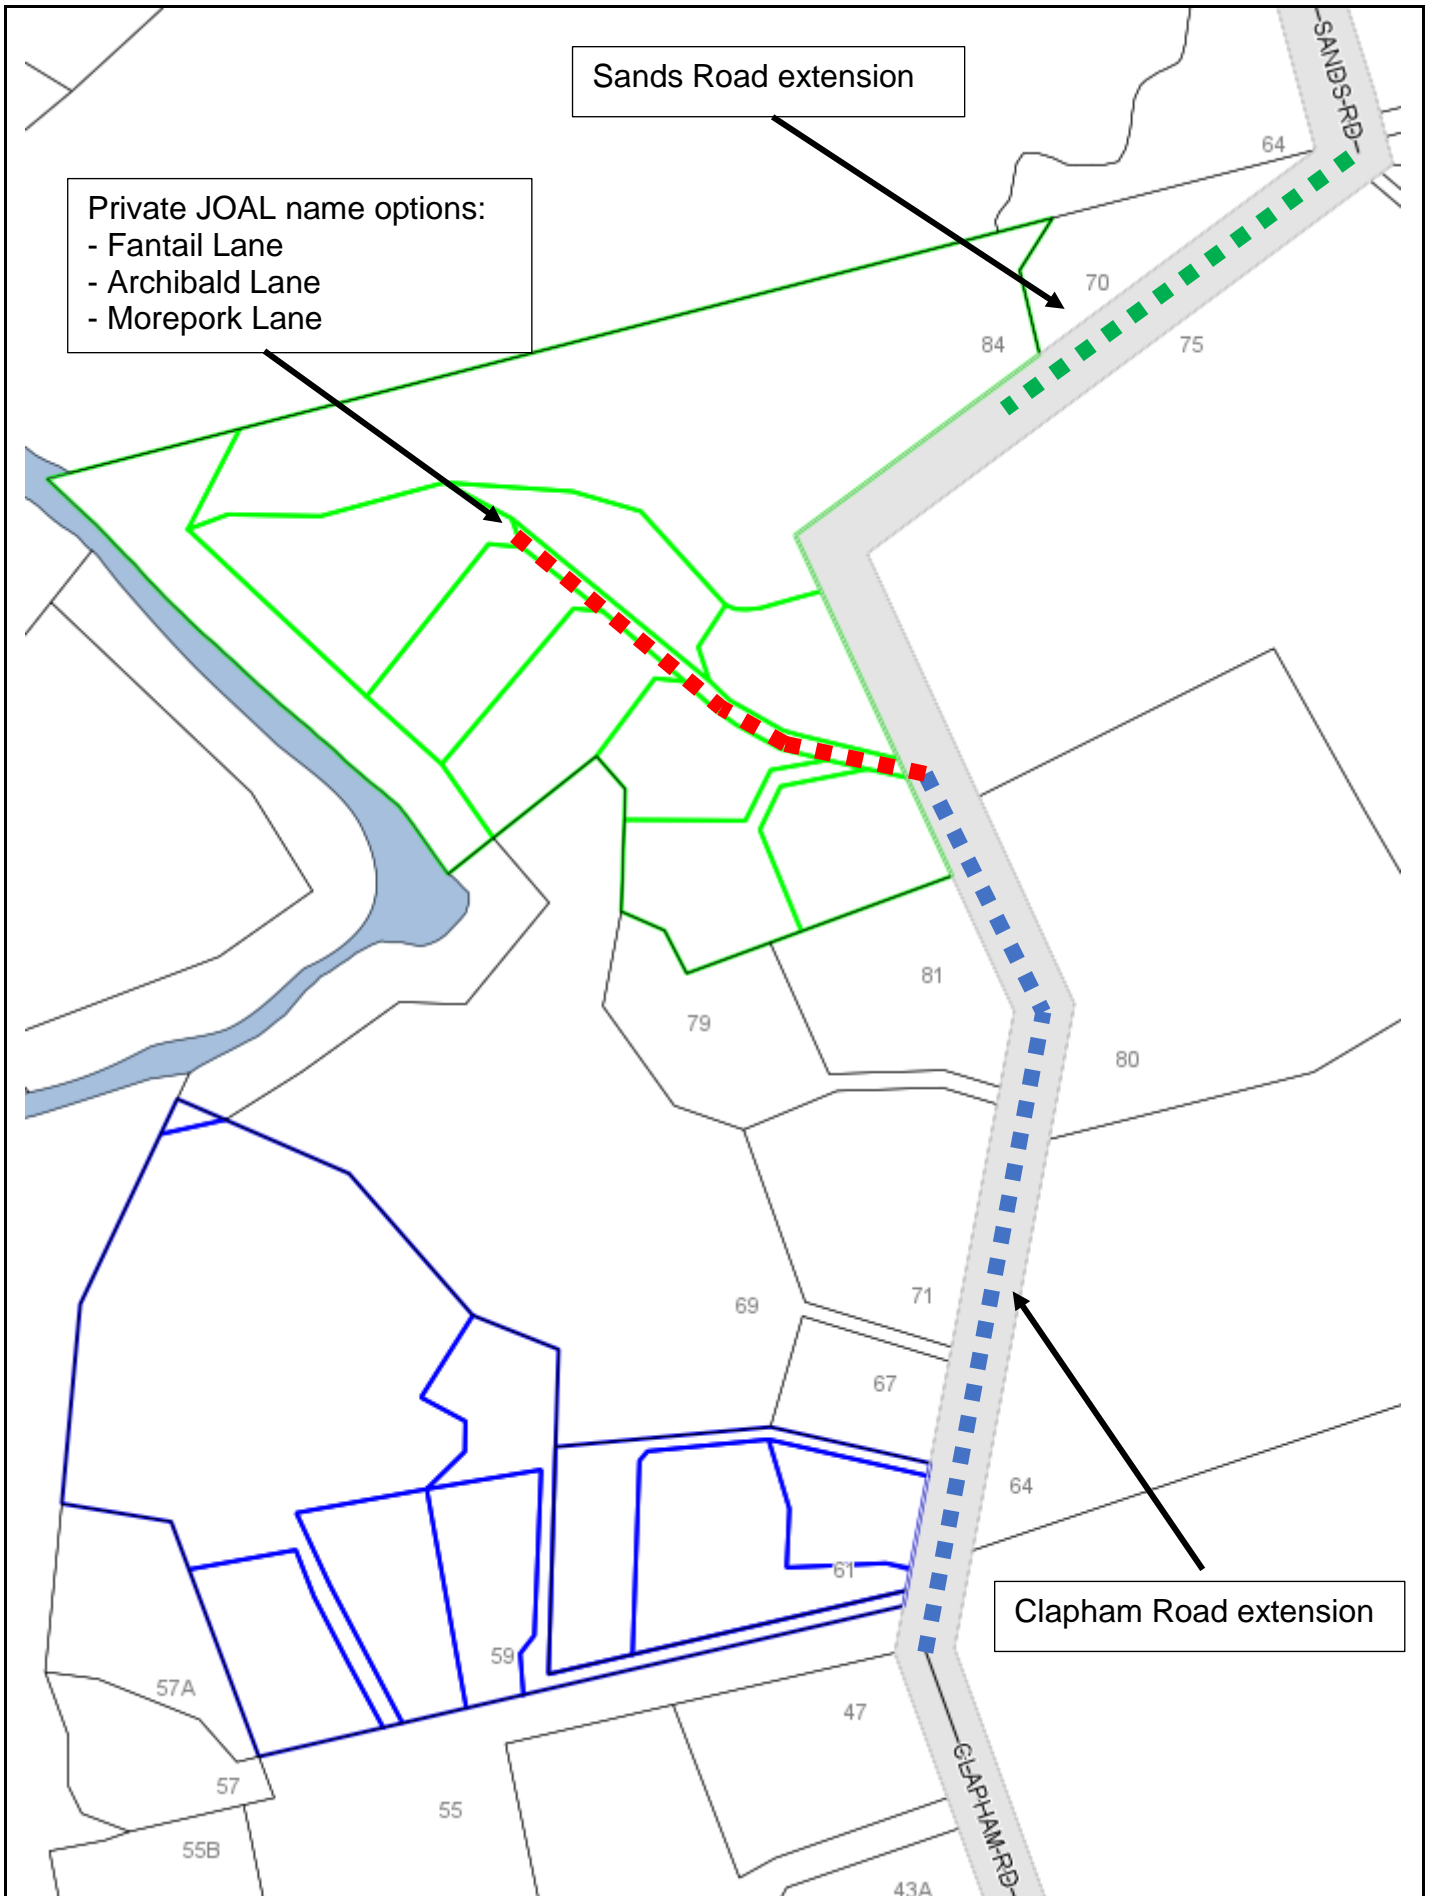 SANDS RD
Sands Road extension
64
Private JOAL name options:
- Fantail Lane
- Archibald Lane
- Morepork Lane
70
84
75
81
79
80
71
69
67
64
61
Clapham Road extension
59
57A
47
57
55
CLAPHAM RD
55B
43A